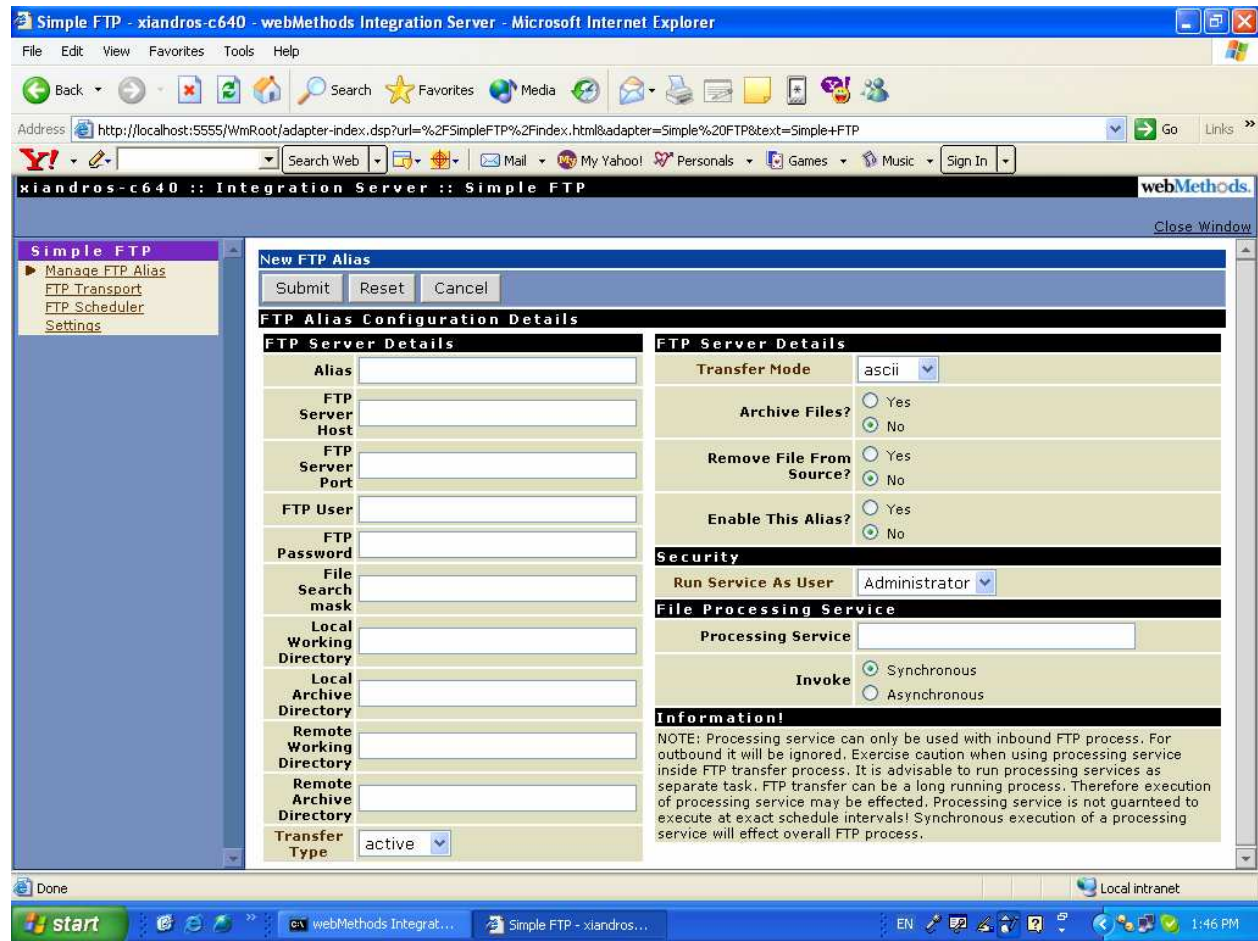 Simple FTP - xiandros-c640 - webMethods Integration Server - Microsoft Internet Explorer
File Edit View Favorites Tools Help
Back Search Favorites Media
Address http://localhost:5555/WmRoot/adapter-index.dsp?url=%2FSimpleFTP%2Findex.html&adapter=Simple%20FTP&text=Simple+FTP Go Links »
Y! Search Web Mail My Yahoo! Personals Games Music Sign In
xiandros-c640 :: Integration Server :: Simple FTP webMethods.
Close Window
Simple FTP
Manage FTP Alias
FTP Transport
FTP Scheduler
Settings
New FTP Alias
Submit Reset Cancel
FTP Alias Configuration Details
FTP Server Details
Alias
FTP
Server
Host
FTP
Server
Port
FTP User
FTP
Password
File
Search
mask
Local
Working
Directory
Local
Archive
Directory
Remote
Working
Directory
Remote
Archive
Directory
Transfer
Type
active
FTP Server Details
Transfer Mode ascii
Archive Files? Yes
No
Remove File From
Source?
Yes
No
Enable This Alias? Yes
No
Security
Run Service As User Administrator
File Processing Service
Processing Service
Invoke Synchronous
Asynchronous
Information!
NOTE: Processing service can only be used with inbound FTP process. For
outbound it will be ignored. Exercise caution when using processing service
inside FTP transfer process. It is advisable to run processing services as
separate task. FTP transfer can be a long running process. Therefore execution
of processing service may be effected. Processing service is not guarnteed to
execute at exact schedule intervals! Synchronous execution of a processing
service will effect overall FTP process.
Done Local intranet
start » webMethods Integrat... Simple FTP - xiandros... EN 1:46 PM